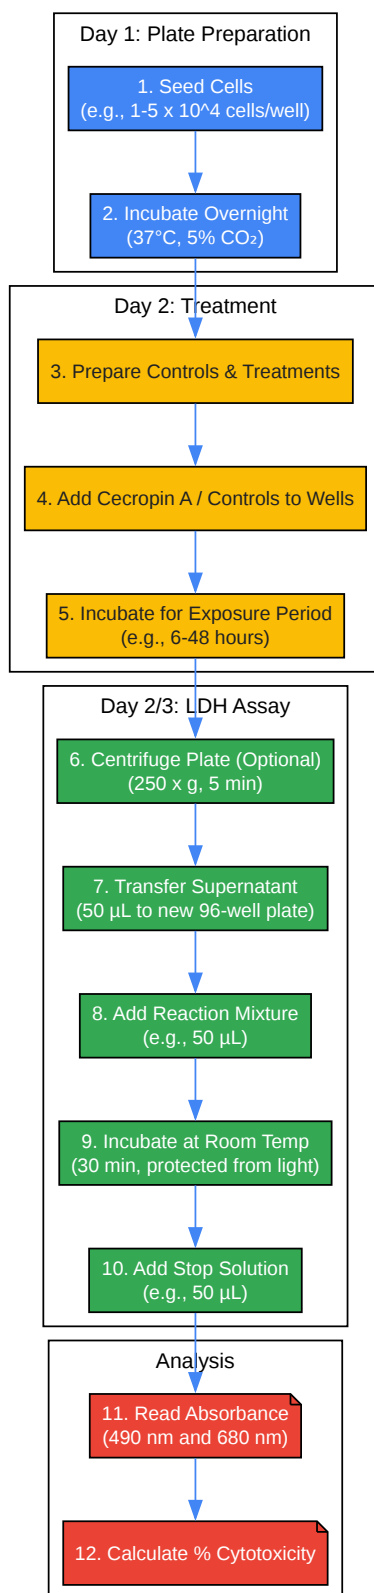 Day 1: Plate Preparation
1. Seed Cells
(e.g., 1-5 x 10^4 cells/well)
2. Incubate Overnight
(37°C, 5% CO₂)
Day 2: Treatment
3. Prepare Controls & Treatments
4. Add Cecropin A / Controls to Wells
5. Incubate for Exposure Period
(e.g., 6-48 hours)
Day 2/3: LDH Assay
6. Centrifuge Plate (Optional)
(250 x g, 5 min)
7. Transfer Supernatant
(50 µL to new 96-well plate)
8. Add Reaction Mixture
(e.g., 50 µL)
9. Incubate at Room Temp
(30 min, protected from light)
10. Add Stop Solution
(e.g., 50 µL)
Analysis
11. Read Absorbance
(490 nm and 680 nm)
12. Calculate % Cytotoxicity